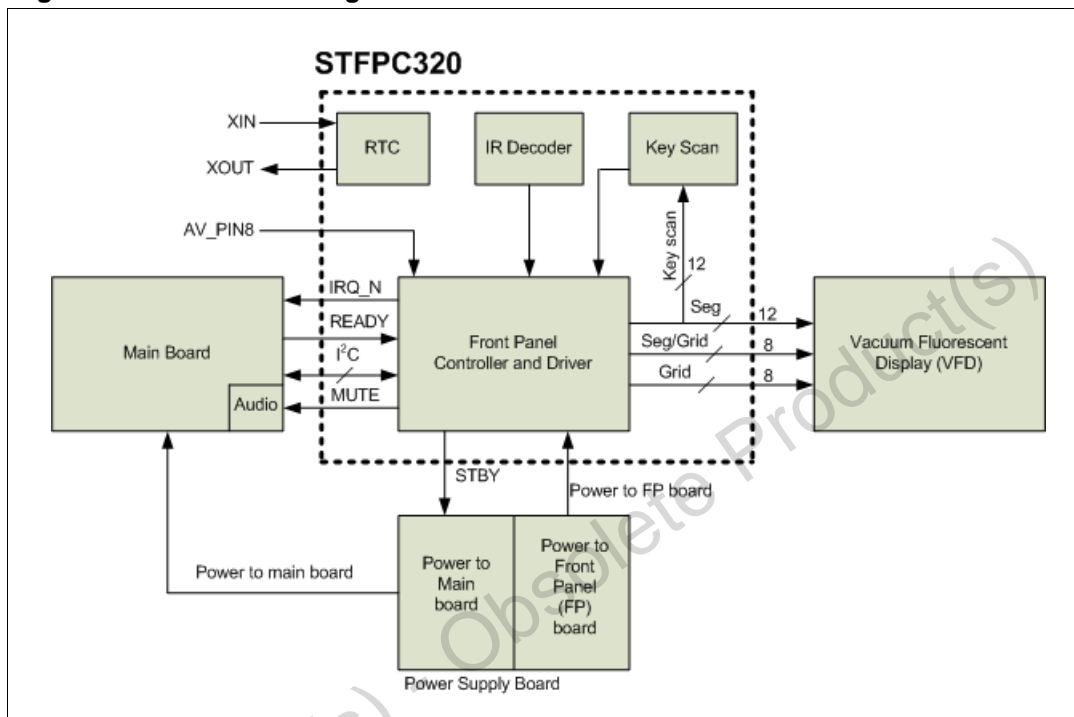 STFPC320
XIN
XOUT
RTC
IR Decoder
Key Scan
AV_PIN8
Key scan
12
Main Board
Audio
IRQ_N
READY
I²C
MUTE
Front Panel
Controller and Driver
Seg
12
Seg/Grid
8
Grid
8
Vacuum Fluorescent
Display (VFD)
STBY
Power to FP board
Power to main board
Power to
Main
board
Power to
Front
Panel
(FP)
board
Power Supply Board
Obsolete Product(s)